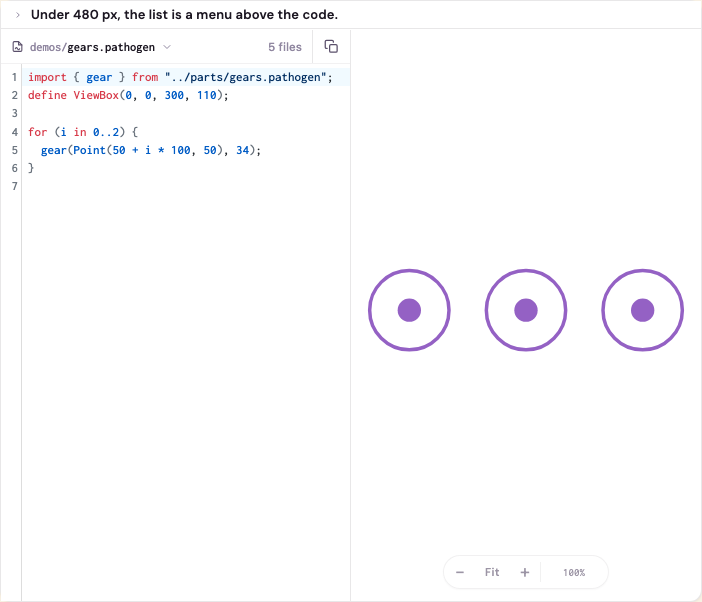 Under 480 px, the list is a menu above the code.
demos/gears.pathogen 5 files
1 import { gear } from "../parts/gears.pathogen";
2 define ViewBox(0, 0, 300, 110);
3
4 for (i in 0..2) {
5 gear(Point(50 + i * 100, 50), 34);
6 }
7
− Fit + 100%